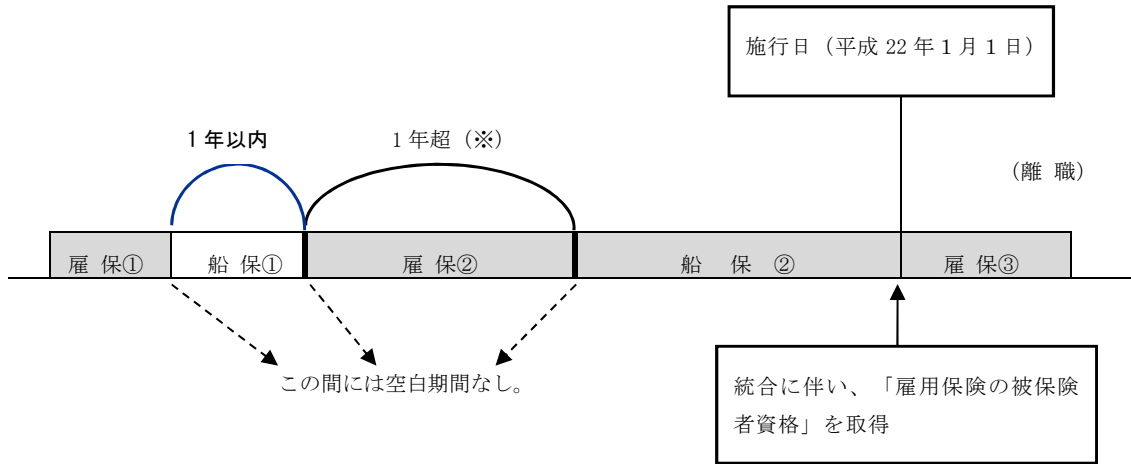 施行日（平成 22 年１月１日）
１年以内
１年超（※）
（離 職）
雇 保①
船 保①
雇 保②
船 保 ②
雇 保③
この間には空白期間なし。
統合に伴い、「雇用保険の被保険
者資格」を取得